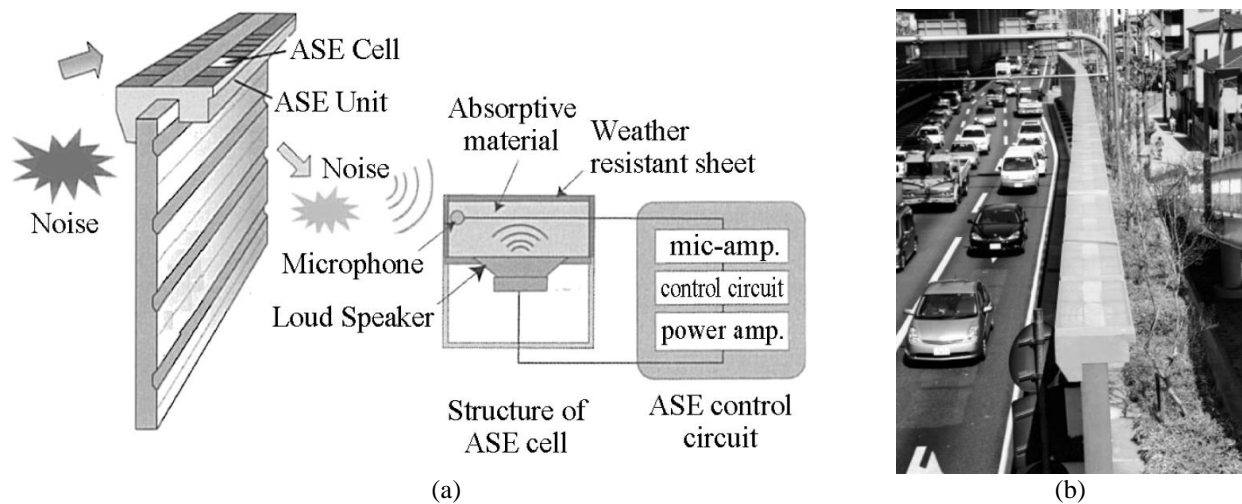 ASE Cell
ASE Unit
Noise
Noise
Absorptive
material
Weather
resistant sheet
Microphone
Loud Speaker
mic-amp.
control circuit
power amp.
Structure of
ASE cell
ASE control
circuit
(a)
(b)